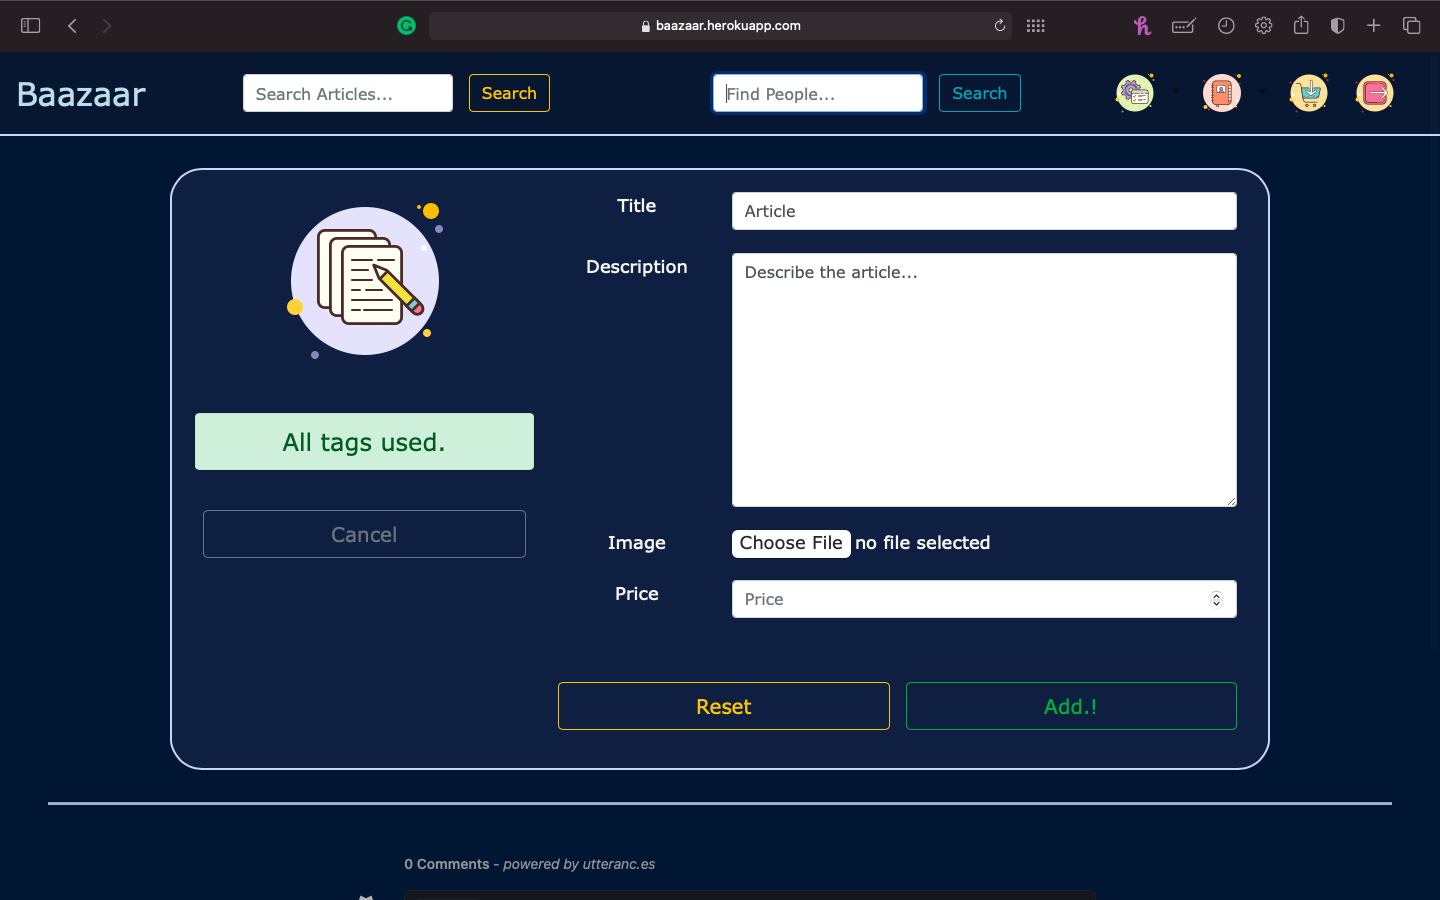 baazaar.herokuapp.com
Baazaar
Search Articles...
Search
Find People...
Search
Title
Article
Description
Describe the article...
All tags used.
Cancel
Image
Choose File no file selected
Price
Price
Reset
Add.!
0 Comments - powered by utteranc.es